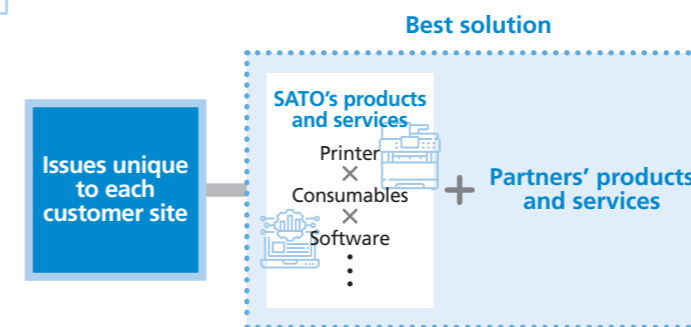 Best solution
SATO's products
and services
Printer
×
Consumables
×
Software
Issues unique
to each
customer site
+
Partners' products
and services